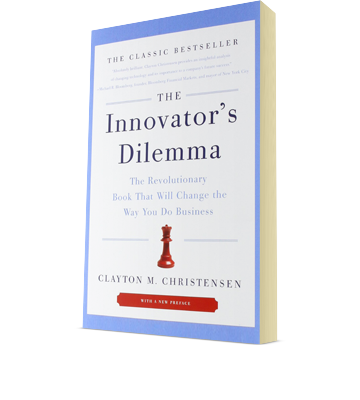 THE CLASSIC BESTSELLER
THE
Innovator's
Dilemma
The Revolutionary
Book That Will Change the
Way You Do Business
CLAYTON M. CHRISTENSEN
WITH A NEW PREFACE